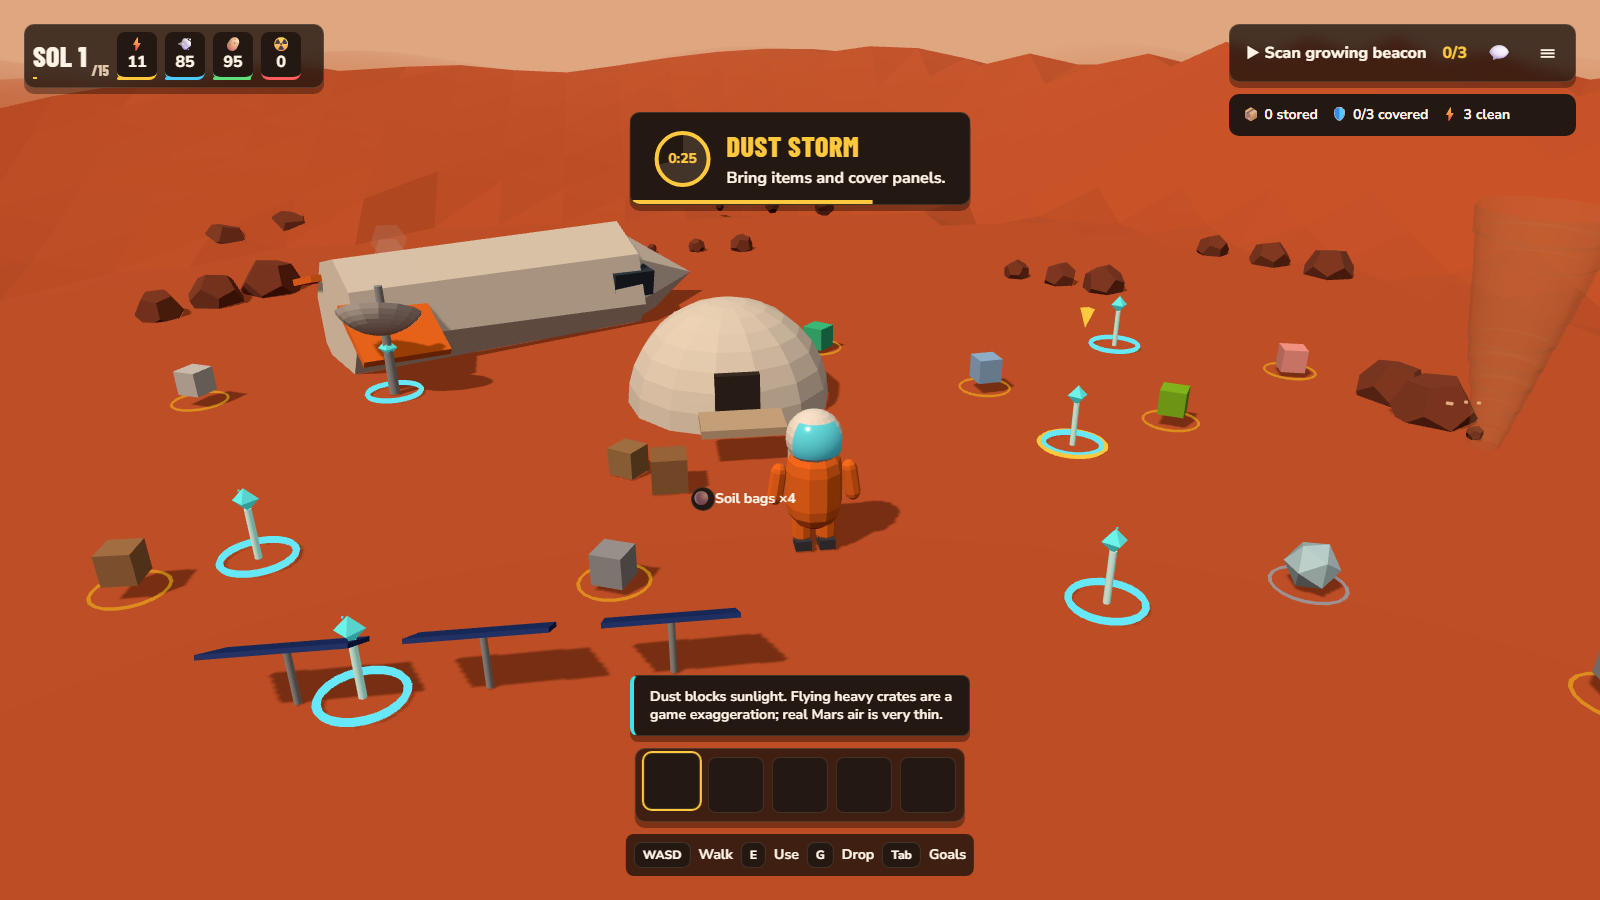 SOL 1 /15
11 85 95 0
Scan growing beacon 0/3
0 stored 0/3 covered 3 clean
0:25
DUST STORM
Bring items and cover panels.
Soil bags ×4
Dust blocks sunlight. Flying heavy crates are a
game exaggeration; real Mars air is very thin.
WASD Walk E Use G Drop Tab Goals